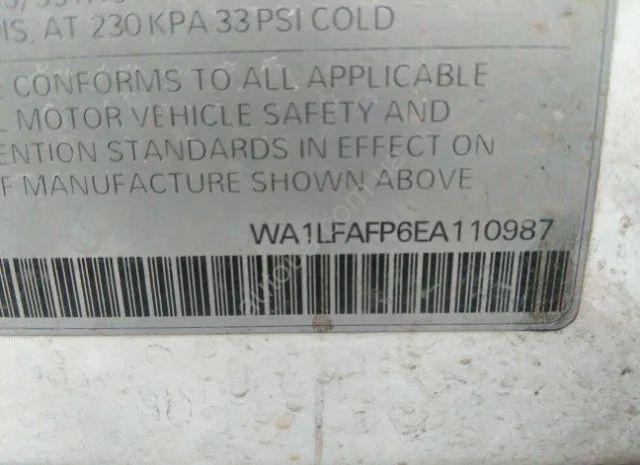 IS, AT 230 KPA 33 PSI COLD
CONFORMS TO ALL APPLICABLE
MOTOR VEHICLE SAFETY AND
ENTION STANDARDS IN EFFECT ON
F MANUFACTURE SHOWN ABOVE
WA1LFAFP6EA110987